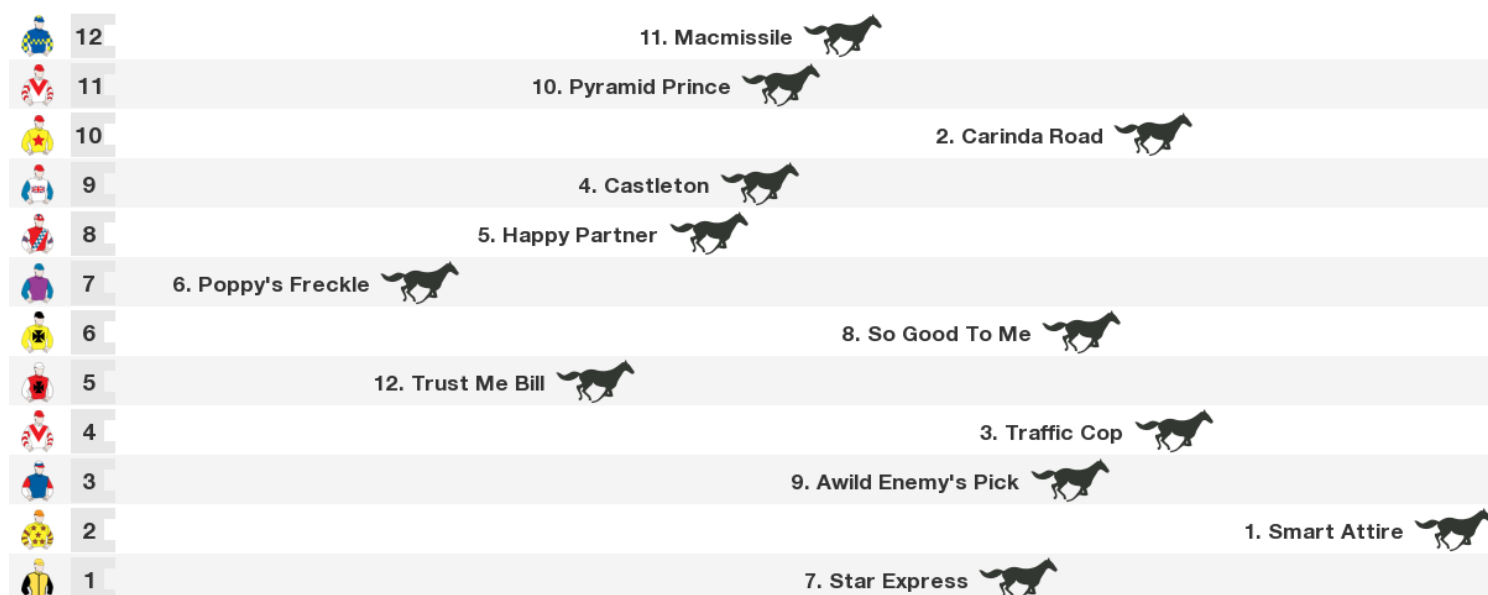 12 11. Macmissile
11 10. Pyramid Prince
10 2. Carinda Road
9 4. Castleton
8 5. Happy Partner
7 6. Poppy's Freckle
6 8. So Good To Me
5 12. Trust Me Bill
4 3. Traffic Cop
3 9. Awild Enemy's Pick
2 1. Smart Attire
1 7. Star Express